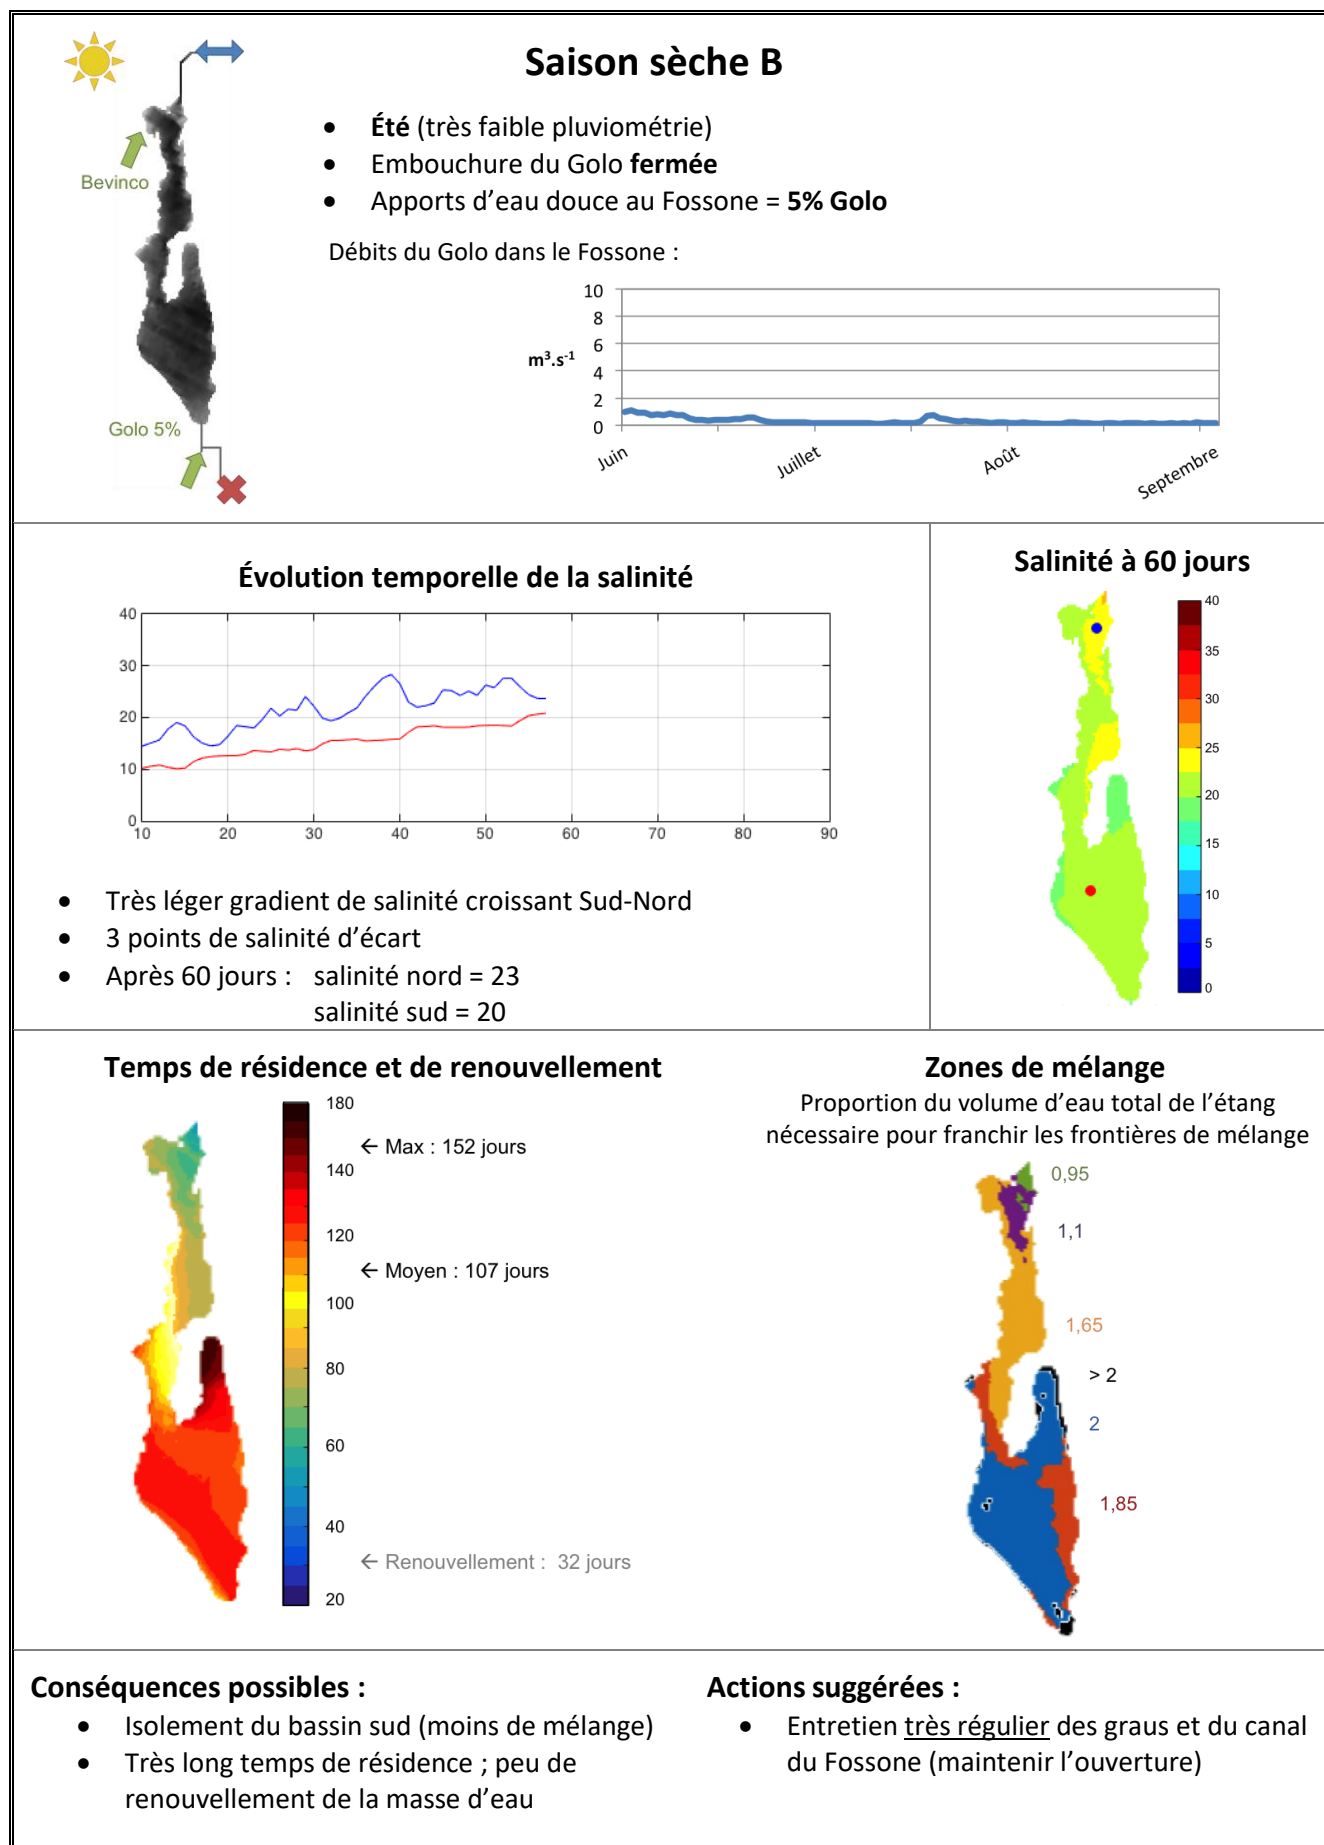 Saison sèche B
Bevinco
Golo 5%
• Été (très faible pluviométrie)
• Embouchure du Golo fermée
• Apports d'eau douce au Fossone = 5% Golo
Débits du Golo dans le Fossone :
10
8
6
4
2
0
m³.s⁻¹
Juin
Juillet
Août
Septembre
Évolution temporelle de la salinité
40
30
20
10
0
10 20 30 40 50 60 70 80 90
• Très léger gradient de salinité croissant Sud-Nord
• 3 points de salinité d'écart
• Après 60 jours : salinité nord = 23
salinité sud = 20
Salinité à 60 jours
40
35
30
25
20
15
10
5
0
Temps de résidence et de renouvellement
180
140
120
100
80
60
40
20
← Max : 152 jours
← Moyen : 107 jours
← Renouvellement : 32 jours
Zones de mélange
Proportion du volume d'eau total de l'étang
nécessaire pour franchir les frontières de mélange
0,95
1,1
1,65
> 2
2
1,85
Conséquences possibles :
• Isolement du bassin sud (moins de mélange)
• Très long temps de résidence ; peu de
renouvellement de la masse d'eau
Actions suggérées :
• Entretien très régulier des graus et du canal
du Fossone (maintenir l'ouverture)